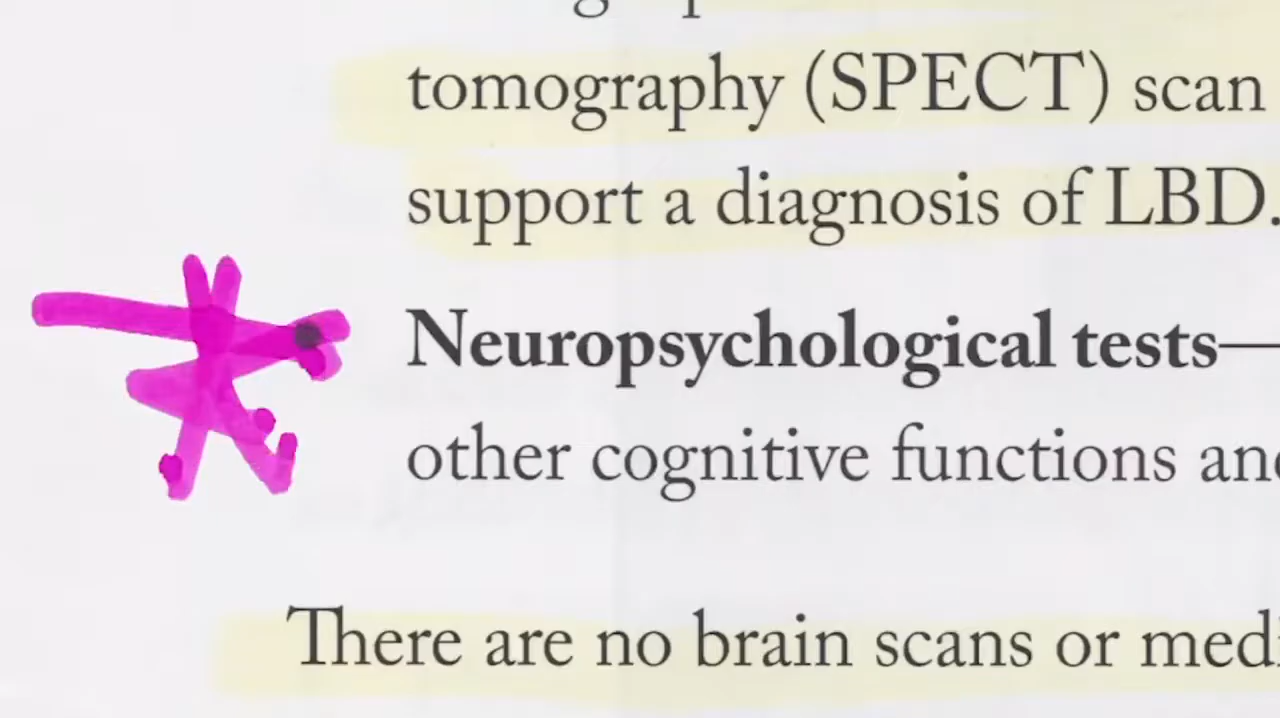 tomography (SPECT) scan
support a diagnosis of LBD.
Neuropsychological tests—
other cognitive functions
There are no brain scans or